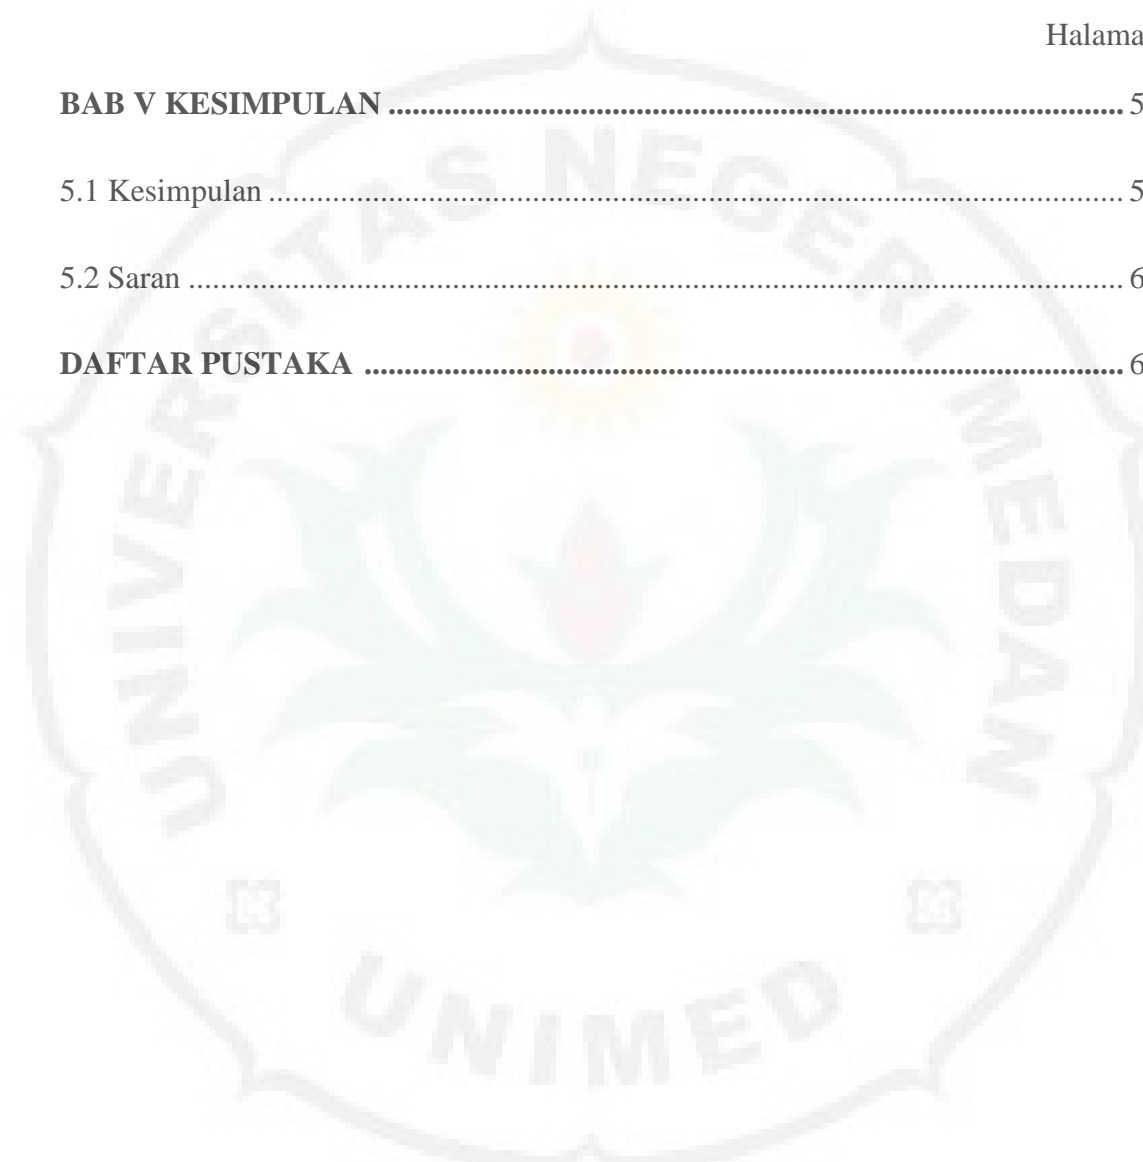 Halama
BAB V KESIMPULAN ........................................................................................... 5
5.1 Kesimpulan ........................................................................................................... 5
5.2 Saran ..................................................................................................................... 6
DAFTAR PUSTAKA ............................................................................................... 6
UNIVERSITAS NEGERI MEDAN
UNIMED